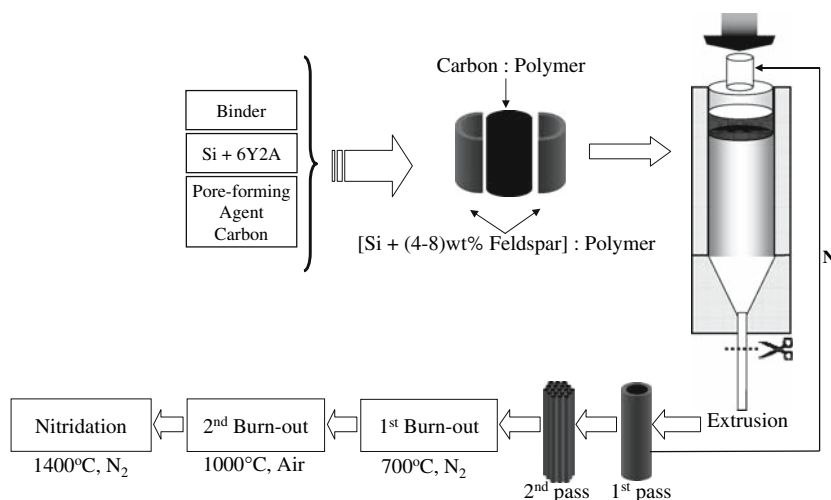 Carbon : Polymer
Binder
Si + 6Y2A
Pore-forming
Agent
Carbon
[Si + (4-8)wt% Feldspar] : Polymer
N
Extrusion
Nitridation
2nd Burn-out
1st Burn-out
1400°C, N2
1000°C, Air
700°C, N2
2nd pass
1st pass